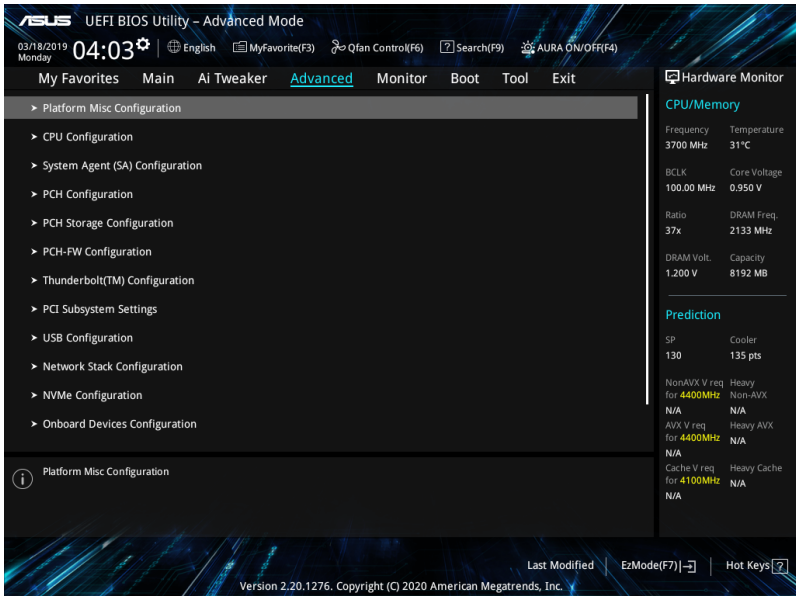 ASUS UEFI BIOS Utility – Advanced Mode
03/18/2019 Monday 04:03 English MyFavorite(F3) Qfan Control(F6) ? Search(F9) AURA ON/OFF(F4)
My Favorites Main Ai Tweaker Advanced Monitor Boot Tool Exit
➤ Platform Misc Configuration
➤ CPU Configuration
➤ System Agent (SA) Configuration
➤ PCH Configuration
➤ PCH Storage Configuration
➤ PCH-FW Configuration
➤ Thunderbolt(TM) Configuration
➤ PCI Subsystem Settings
➤ USB Configuration
➤ Network Stack Configuration
➤ NVMe Configuration
➤ Onboard Devices Configuration
i Platform Misc Configuration
Hardware Monitor
CPU/Memory
Frequency Temperature
3700 MHz 31°C
BCLK Core Voltage
100.00 MHz 0.950 V
Ratio DRAM Freq.
37x 2133 MHz
DRAM Volt. Capacity
1.200 V 8192 MB
Prediction
SP Cooler
130 135 pts
NonAVX V req Heavy
for 4400MHz Non-AVX
N/A N/A
AVX V req Heavy AVX
for 4400MHz N/A
N/A
Cache V req Heavy Cache
for 4100MHz N/A
N/A
Last Modified EzMode(F7) Hot Keys ?
Version 2.20.1276. Copyright (C) 2020 American Megatrends, Inc.